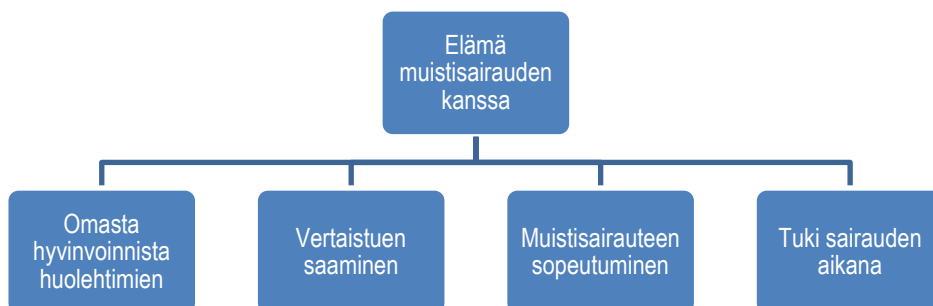 Elämä
muistisairauden
kanssa
Omasta
hyvinvoinnista
huolehtimien
Vertaistuen
saaminen
Muistisairauteen
sopeutuminen
Tuki sairauden
aikana